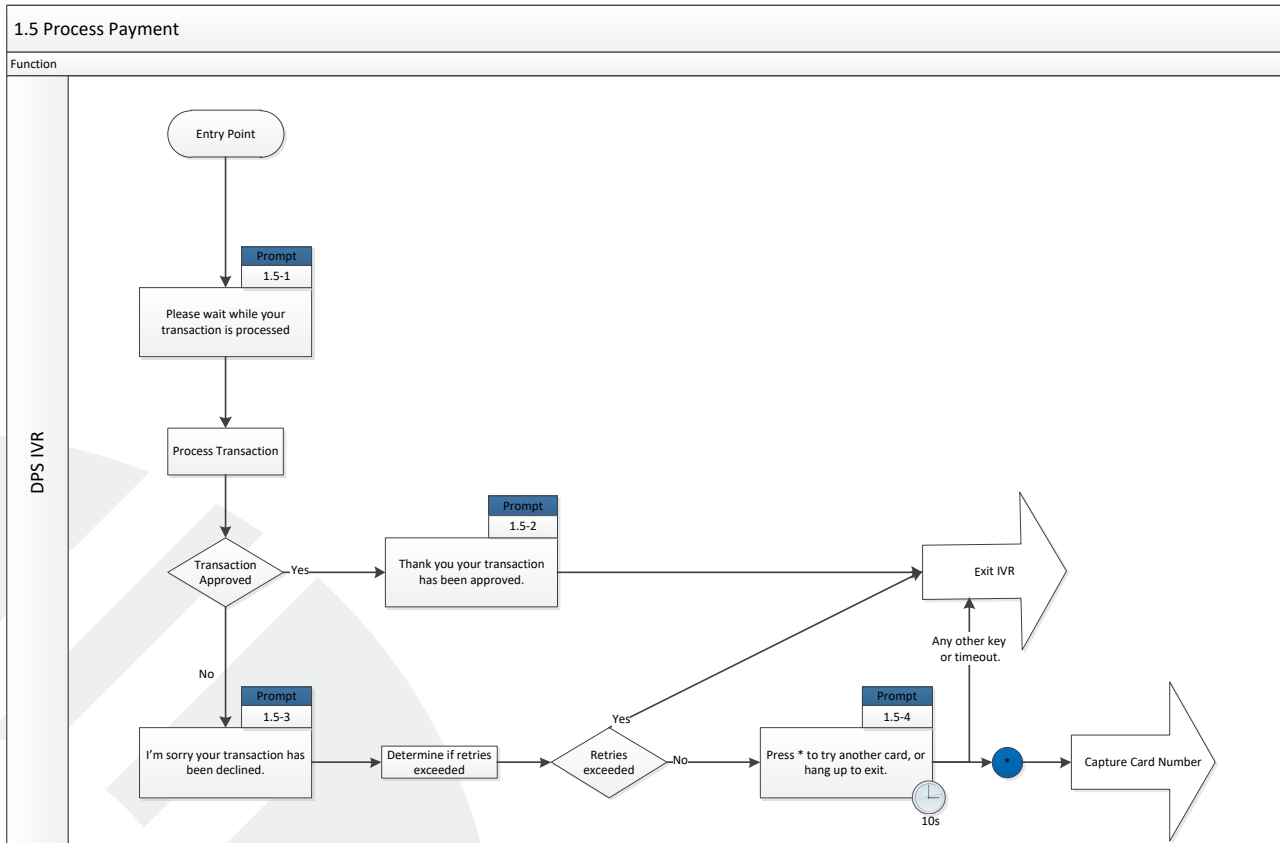 1.5 Process Payment
Function
DPS IVR
Entry Point
Prompt
1.5-1
Please wait while your
transaction is processed
Process Transaction
Transaction
Approved
Yes
Prompt
1.5-2
Thank you your transaction
has been approved.
Exit IVR
No
Prompt
1.5-3
I'm sorry your transaction has
been declined.
Determine if retries
exceeded
Retries
exceeded
Yes
No
Prompt
1.5-4
Press * to try another card, or
hang up to exit.
10s
Any other key
or timeout.
*
Capture Card Number